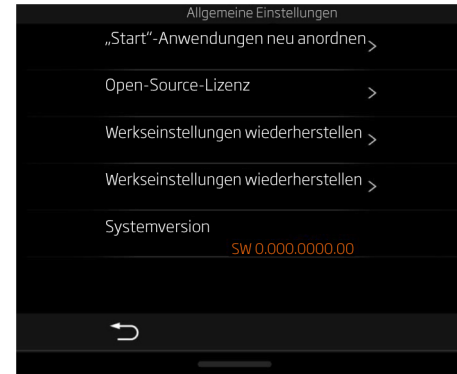 Allgemeine Einstellungen
„Start“-Anwendungen neu anordnen
Open-Source-Lizenz
Werkseinstellungen wiederherstellen
Werkseinstellungen wiederherstellen
Systemversion
SW 0.000.0000.00